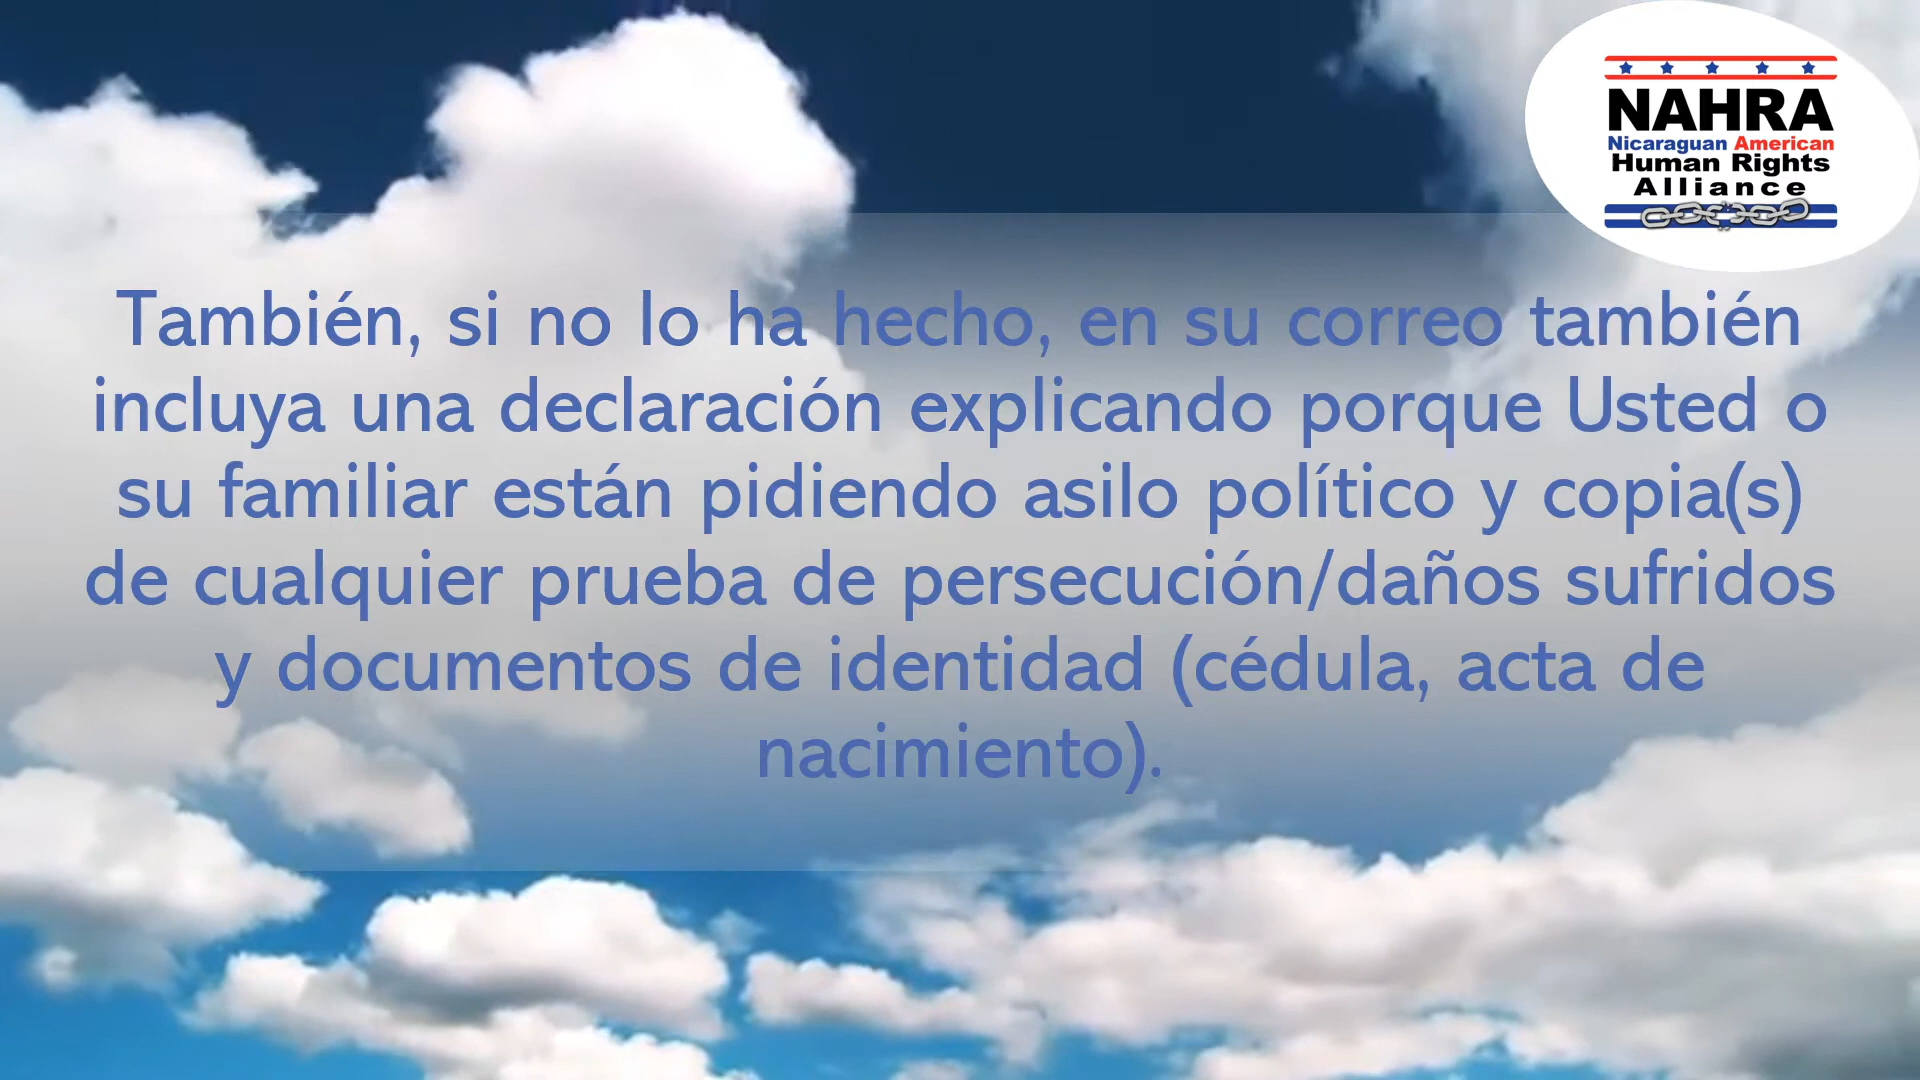 NAHRA
Nicaraguan American
Human Rights
Alliance
También, si no lo ha hecho, en su correo también
incluya una declaración explicando porque Usted o
su familiar están pidiendo asilo político y copia(s)
de cualquier prueba de persecución/daños sufridos
y documentos de identidad (cédula, acta de
nacimiento).